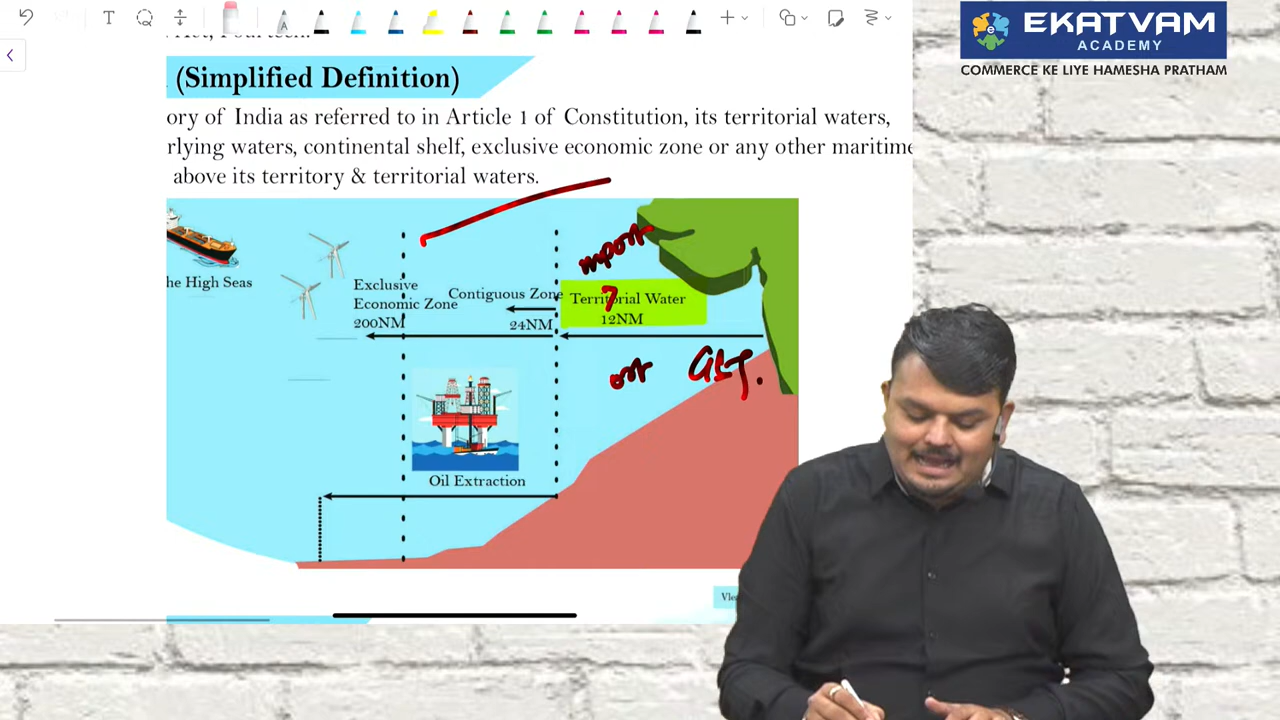 EKATVAM
ACADEMY
COMMERCE KE LIYE HAMESHA PRATHAM
(Simplified Definition)
ory of India as referred to in Article 1 of Constitution, its territorial waters,
rlying waters, continental shelf, exclusive economic zone or any other maritime
above its territory & territorial waters.
he High Seas
Exclusive
Economic Zone
200NM
Contiguous Zone
24NM
Territorial Water
12NM
or GST.
Oil Extraction